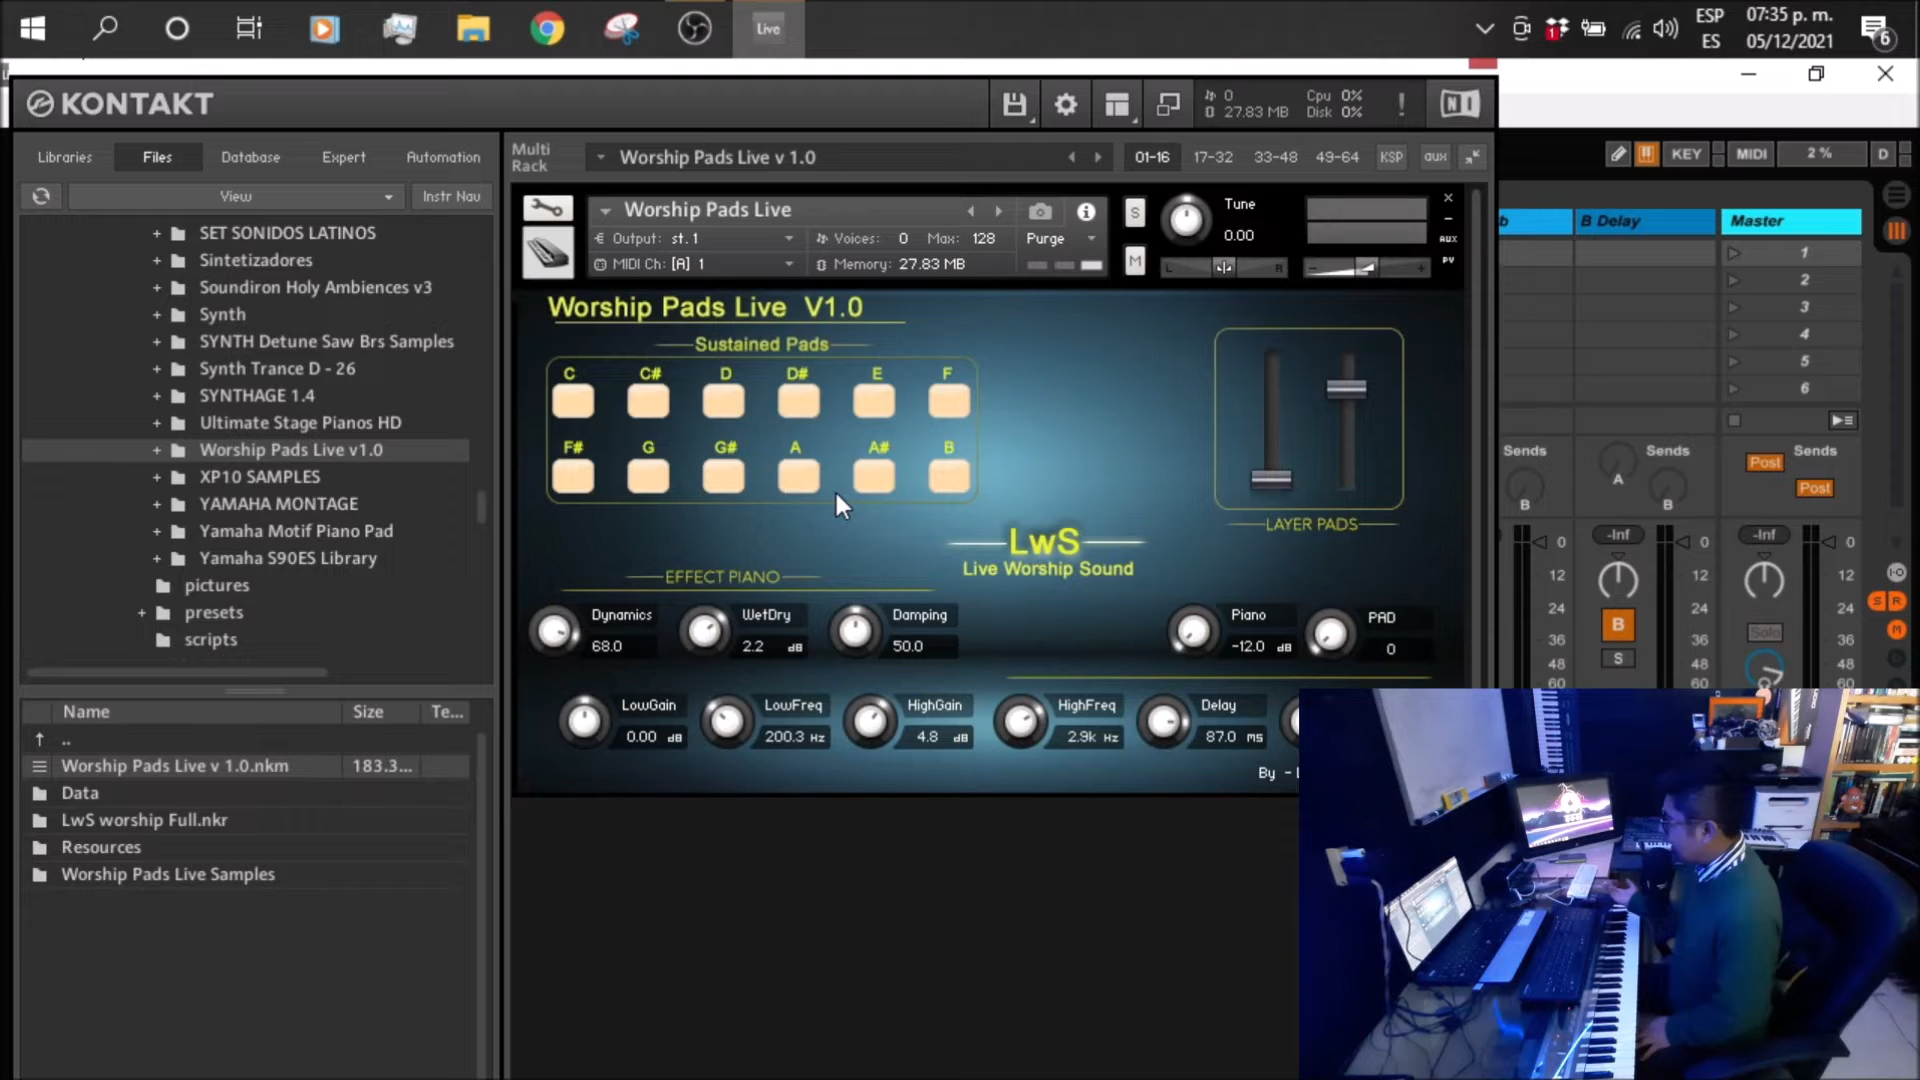 Live
1
ESP
ES
07:35 p. m.
05/12/2021
6
KONTAKT
0
27.83 MB
Cpu 0%
Disk 0%
!
NI
Libraries
Files
Database
Expert
Automation
View
Instr Nau
Multi
Rack
Worship Pads Live v 1.0
01-16
17-32
33-48
49-64
KSP
aux
KEY
MIDI
2 %
D
Worship Pads Live
S
M
Tune
0.00
Output: st.1
Voices: 0 Max: 128
Purge
MIDI Ch: [A] 1
Memory: 27.83 MB
L
R
AUX
PV
b
B Delay
Master
1
2
3
4
5
6
SET SONIDOS LATINOS
Sintetizadores
Soundiron Holy Ambiences v3
Synth
SYNTH Detune Saw Brs Samples
Synth Trance D - 26
SYNTHAGE 1.4
Ultimate Stage Pianos HD
Worship Pads Live v1.0
XP10 SAMPLES
YAMAHA MONTAGE
Yamaha Motif Piano Pad
Yamaha S90ES Library
pictures
presets
scripts
Worship Pads Live V1.0
Sustained Pads
C C# D D# E F
F# G G# A A# B
LAYER PADS
LwS
Live Worship Sound
EFFECT PIANO
Dynamics
68.0
WetDry
2.2 dB
Damping
50.0
Piano
-12.0 dB
PAD
0
LowGain
0.00 dB
LowFreq
200.3 Hz
HighGain
4.8 dB
HighFreq
2.9k Hz
Delay
87.0 ms
By -
Sends
B
Sends
A
B
Sends
Post
Post
-Inf
-Inf
0
12
24
36
48
60
0
12
24
36
48
60
0
12
24
36
48
60
B
S
Solo
I-O
S
R
M
Name
Size
Te...
..
Worship Pads Live v 1.0.nkm
183.3...
Data
LwS worship Full.nkr
Resources
Worship Pads Live Samples